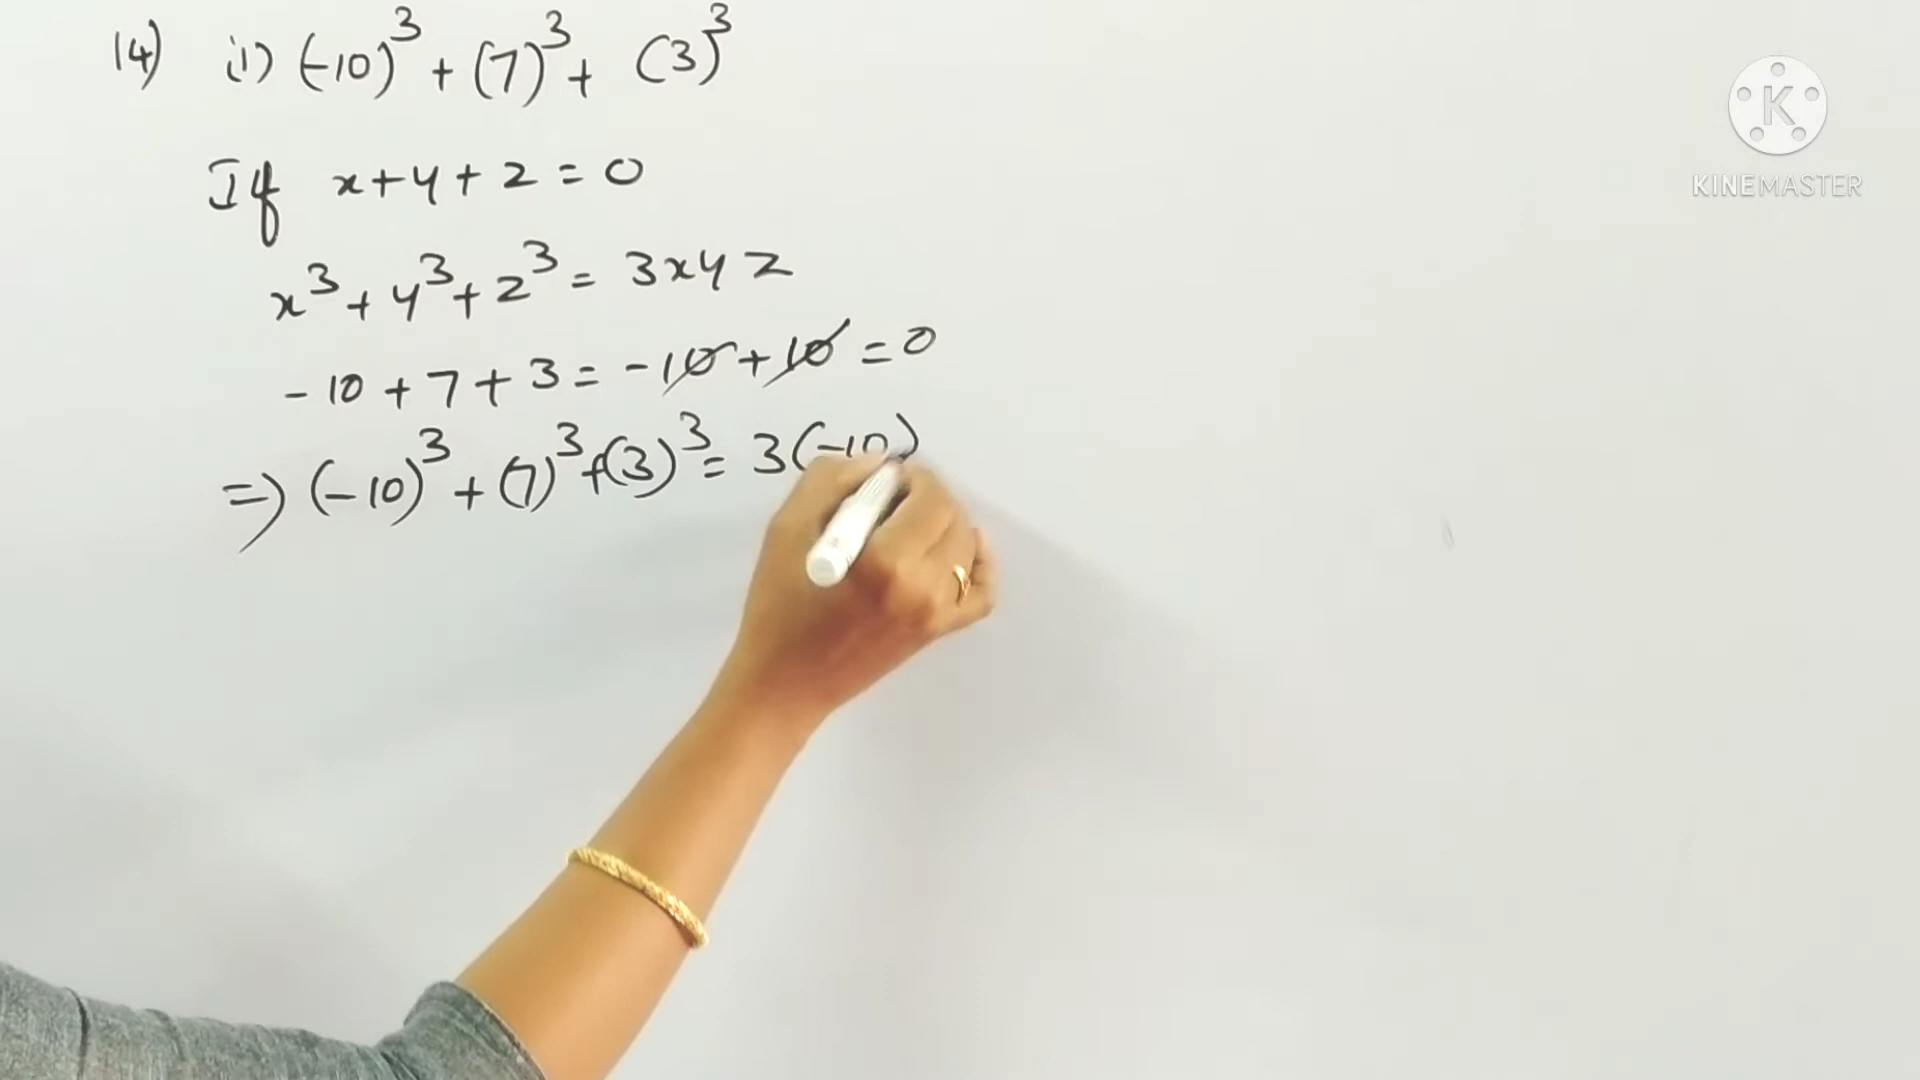 14) (i) (-10)³ + (7)³ + (3)³
K
KINEMASTER
If x+y+z=0
x³+y³+z³=3xyz
-10+7+3=-10+10=0
=> (-10)³+(7)³+(3)³=3(-10)